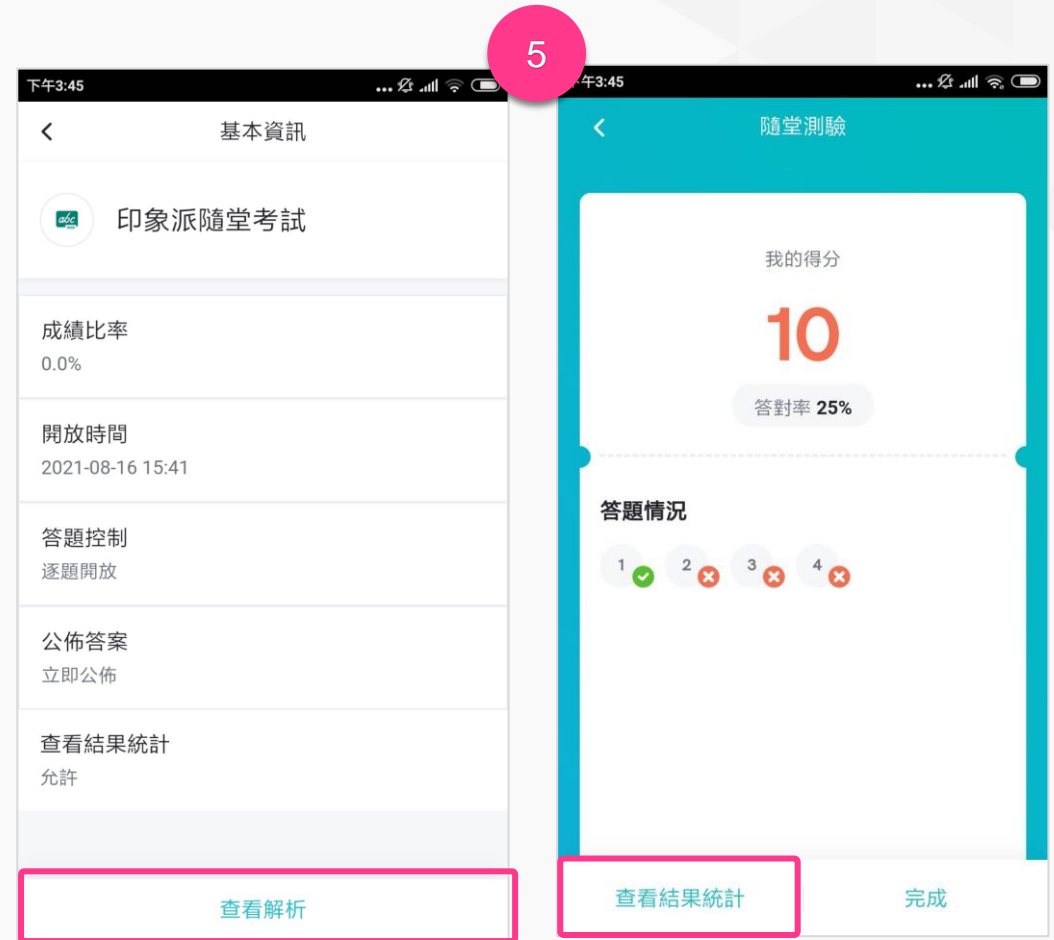 5
下午3:45
基本資訊
abc
印象派隨堂考試
成績比率
0.0%
開放時間
2021-08-16 15:41
答題控制
逐題開放
公佈答案
立即公佈
查看結果統計
允許
查看解析
午3:45
隨堂測驗
我的得分
10
答對率 25%
答題情況
1 2 3 4
查看結果統計
完成